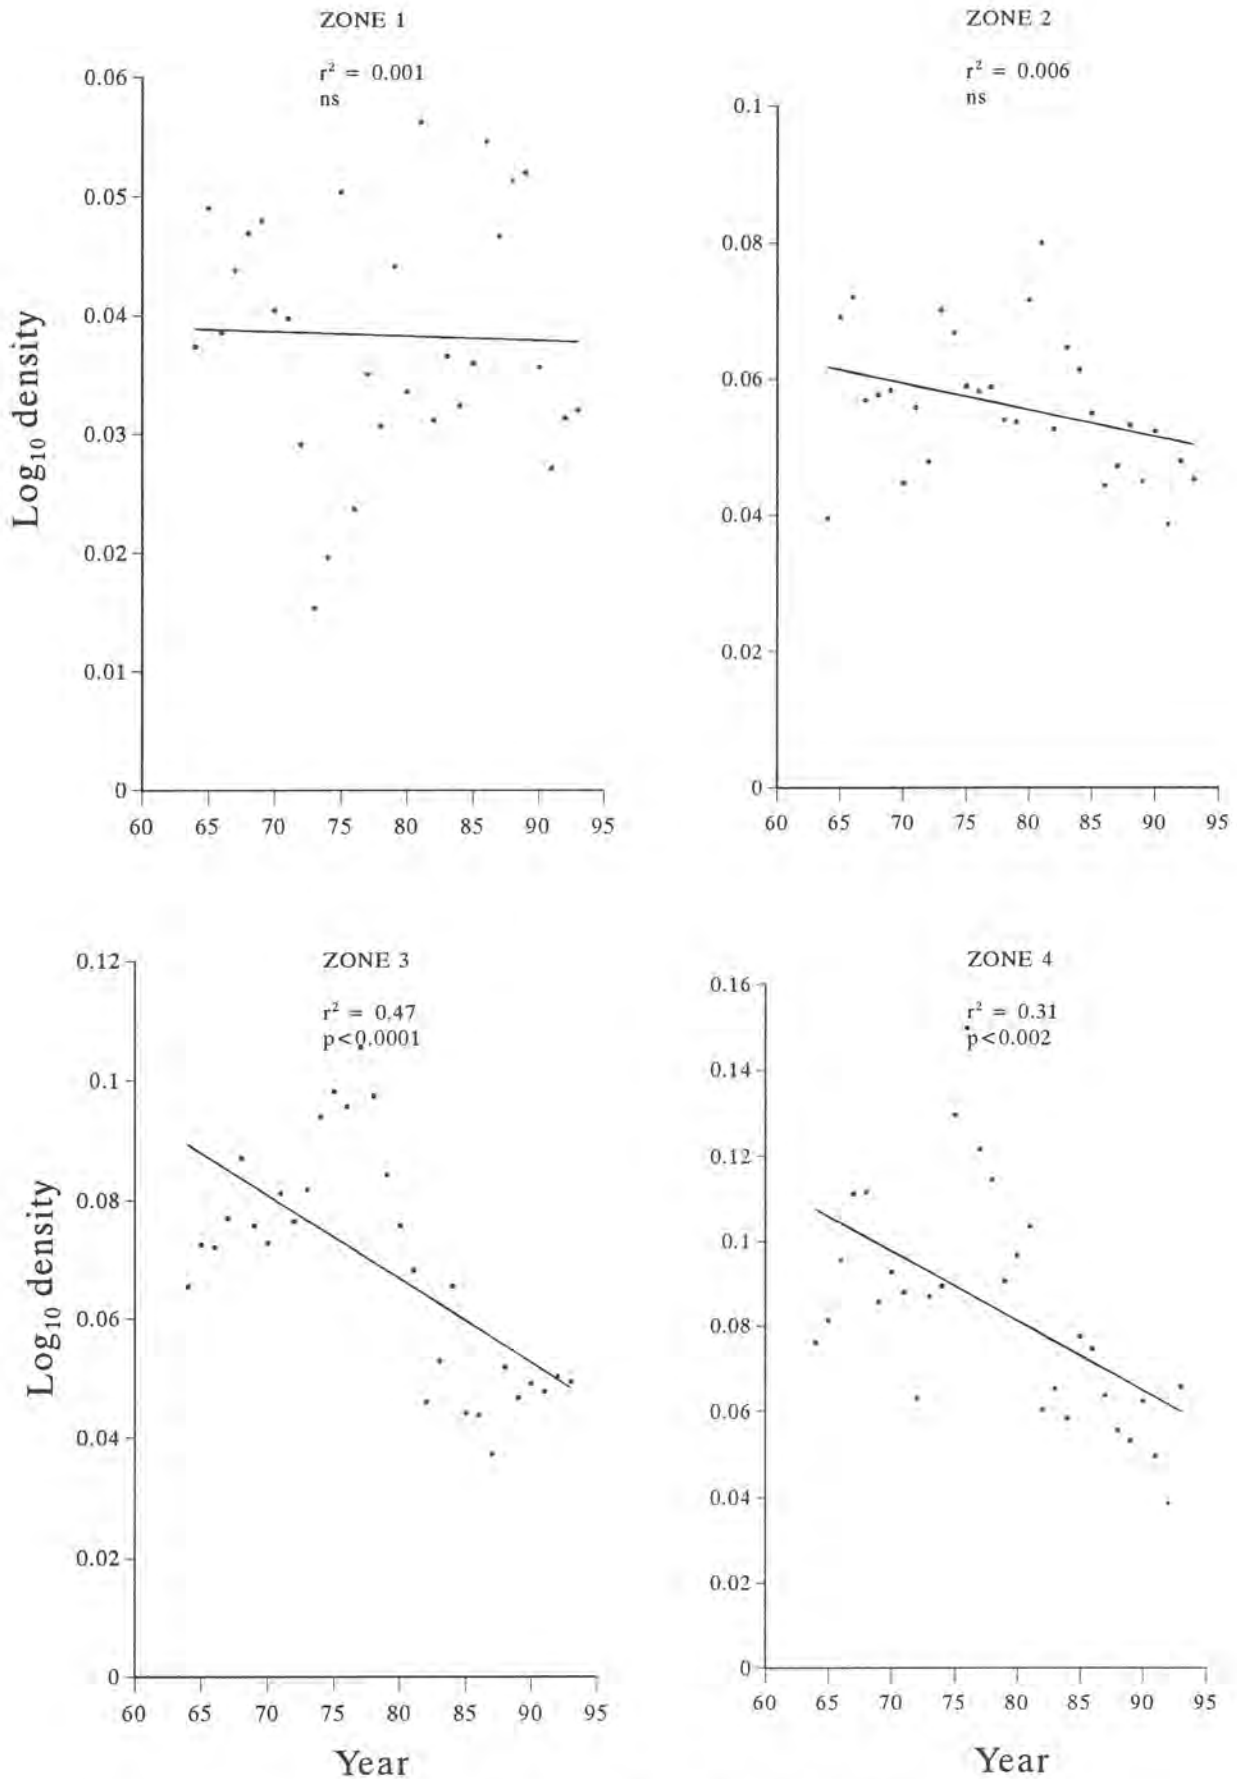 ZONE 1
r² = 0.001
ns
0.06
0.05
0.04
0.03
0.02
0.01
0
60 65 70 75 80 85 90 95
Log₁₀ density
ZONE 2
r² = 0.006
ns
0.1
0.08
0.06
0.04
0.02
0
60 65 70 75 80 85 90 95
ZONE 3
r² = 0.47
p<0.0001
0.12
0.1
0.08
0.06
0.04
0.02
0
60 65 70 75 80 85 90 95
Log₁₀ density
Year
ZONE 4
r² = 0.31
p<0.002
0.16
0.14
0.12
0.1
0.08
0.06
0.04
0.02
0
60 65 70 75 80 85 90 95
Year